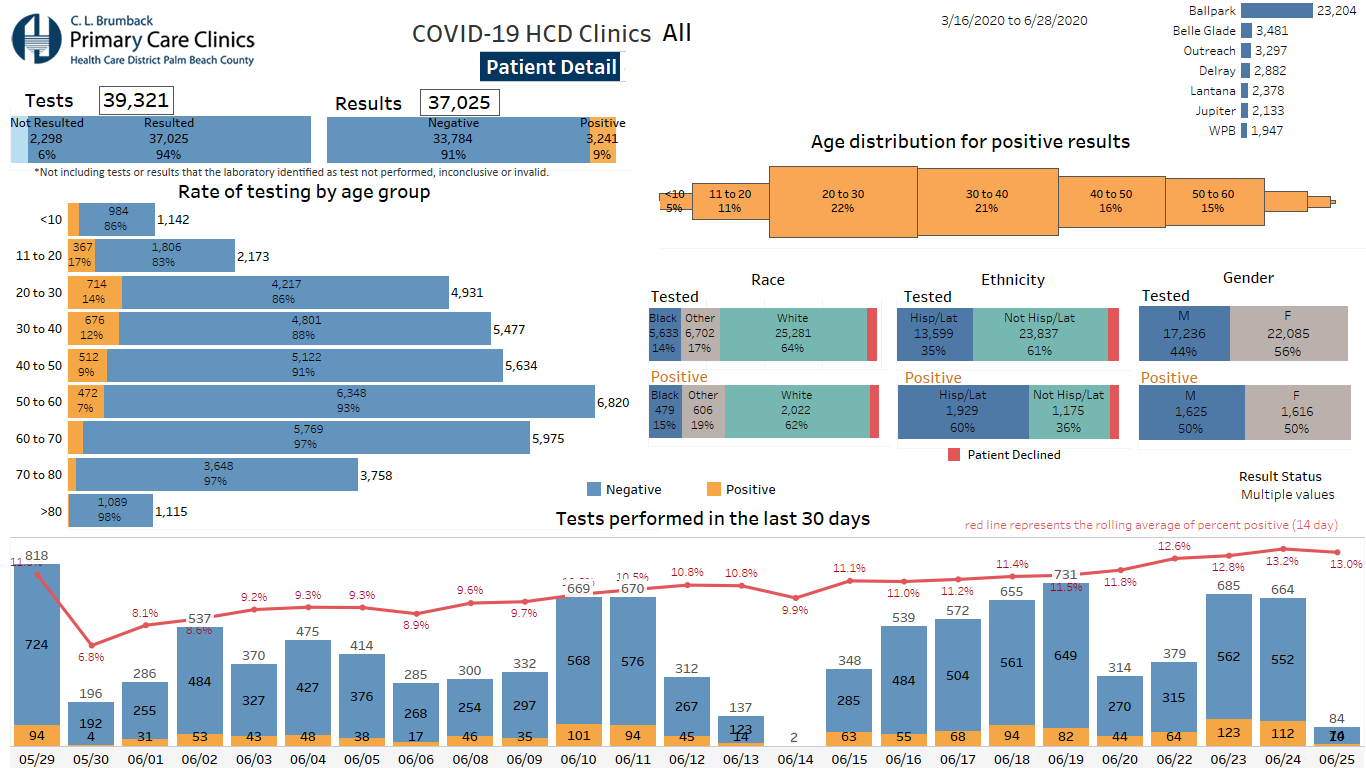 C. L. Brumback
Primary Care Clinics
Health Care District Palm Beach County
COVID-19 HCD Clinics All
Patient Detail
3/16/2020 to 6/28/2020
Ballpark 23,204
Belle Glade 3,481
Outreach 3,297
Delray 2,882
Lantana 2,378
Jupiter 2,133
WPB 1,947
Tests 39,321
Not Resulted Resulted
2,298 37,025
6% 94%
Results 37,025
Negative Positive
33,784 3,241
91% 9%
*Not including tests or results that the laboratory identified as test not performed, inconclusive or invalid.
Rate of testing by age group
<10 984 86% 1,142
11 to 20 367 17% 1,806 83% 2,173
20 to 30 714 14% 4,217 86% 4,931
30 to 40 676 12% 4,801 88% 5,477
40 to 50 512 9% 5,122 91% 5,634
50 to 60 472 7% 6,348 93% 6,820
60 to 70 5,769 97% 5,975
70 to 80 3,648 97% 3,758
>80 1,089 98% 1,115
Age distribution for positive results
<10 11 to 20 20 to 30 30 to 40 40 to 50 50 to 60
5% 11% 22% 21% 16% 15%
Race
Tested
Black Other White
5,633 6,702 25,281
14% 17% 64%
Positive
Black Other White
479 606 2,022
15% 19% 62%
Ethnicity
Tested
Hisp/Lat Not Hisp/Lat
13,599 23,837
35% 61%
Positive
Hisp/Lat Not Hisp/Lat
1,929 1,175
60% 36%
Patient Declined
Gender
Tested
M F
17,236 22,085
44% 56%
Positive
M F
1,625 1,616
50% 50%
Result Status
Multiple values
Negative Positive
Tests performed in the last 30 days
red line represents the rolling average of percent positive (14 day)
818 196 286 537 370 475 414 285 300 332 669 670 312 137 2 348 539 572 655 731 314 379 685 664 84
6.8% 8.1% 8.6% 9.2% 9.3% 9.3% 8.9% 9.6% 9.7% 10.5% 10.8% 10.8% 9.9% 11.1% 11.0% 11.2% 11.4% 11.5% 11.8% 12.6% 12.8% 13.2% 13.0%
724 192 255 484 327 427 376 268 254 297 568 576 267 123 285 484 504 561 649 270 315 562 552
94 4 31 53 43 48 38 17 46 35 101 94 45 14 63 55 68 94 82 44 64 123 112
05/29 05/30 06/01 06/02 06/03 06/04 06/05 06/06 06/08 06/09 06/10 06/11 06/12 06/13 06/14 06/15 06/16 06/17 06/18 06/19 06/20 06/22 06/23 06/24 06/25